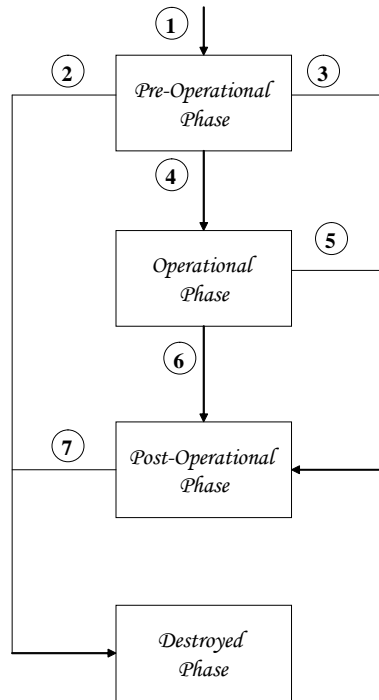 1
2
3
Pre-Operational
Phase
4
5
Operational
Phase
6
7
Post-Operational
Phase
Destroyed
Phase